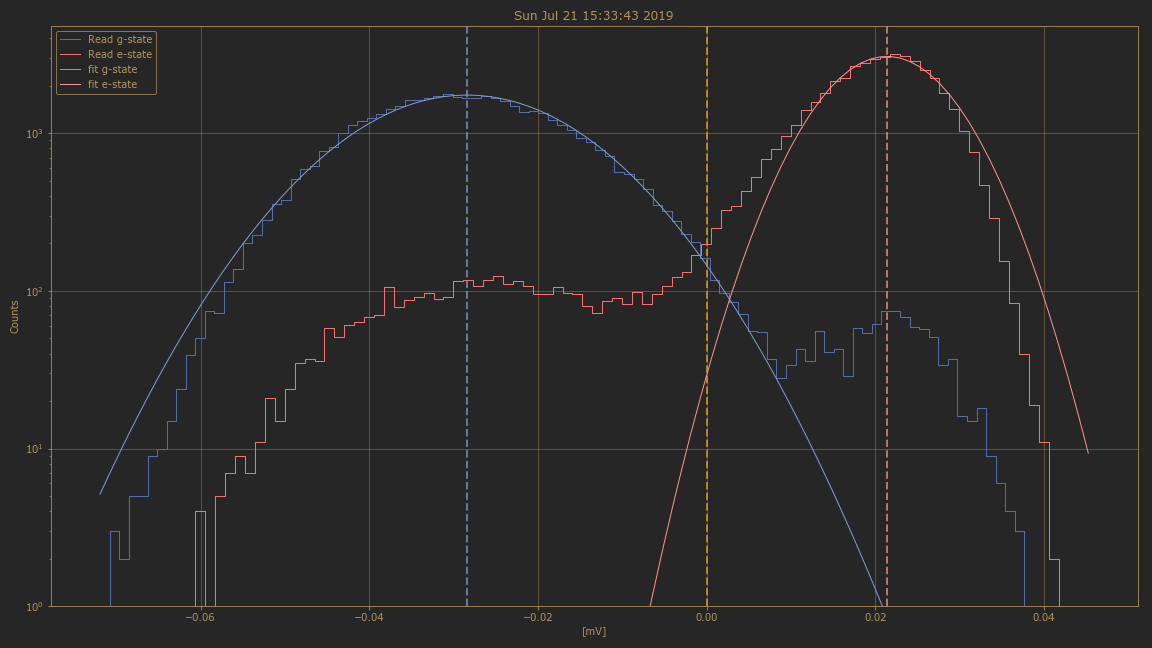 Sun Jul 21 15:33:43 2019
Read g-state
Read e-state
fit g-state
fit e-state
10³
10²
10¹
10⁰
Counts
−0.06 −0.04 −0.02 0.00 0.02 0.04
[mV]